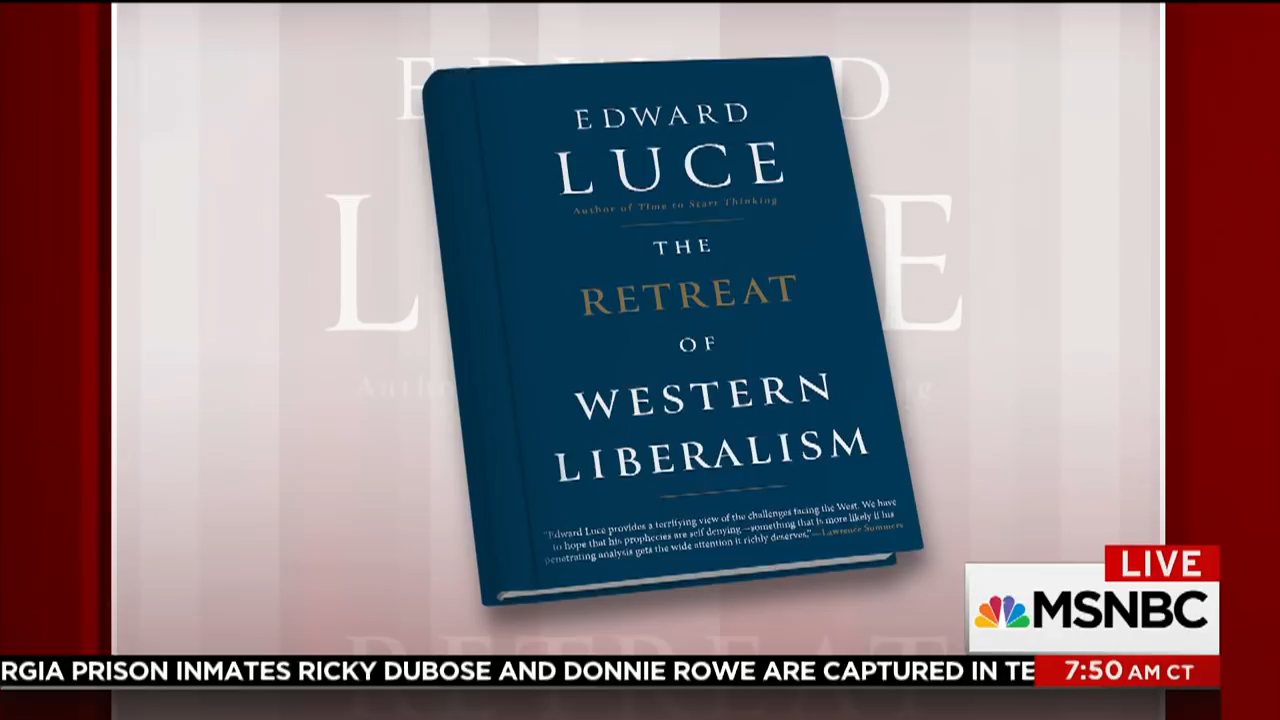 EDWARD
LUCE
Author of Time to Start Thinking
THE
RETREAT
OF
WESTERN
LIBERALISM
"Edward Luce provides a terrifying view of the challenges facing the West. We have
to hope that his prophecies are self denying—something that is more likely if his
penetrating analysis gets the wide attention it richly deserves."—Lawrence Summers
LIVE
MSNBC
RGIA PRISON INMATES RICKY DUBOSE AND DONNIE ROWE ARE CAPTURED IN TE
7:50 AM CT